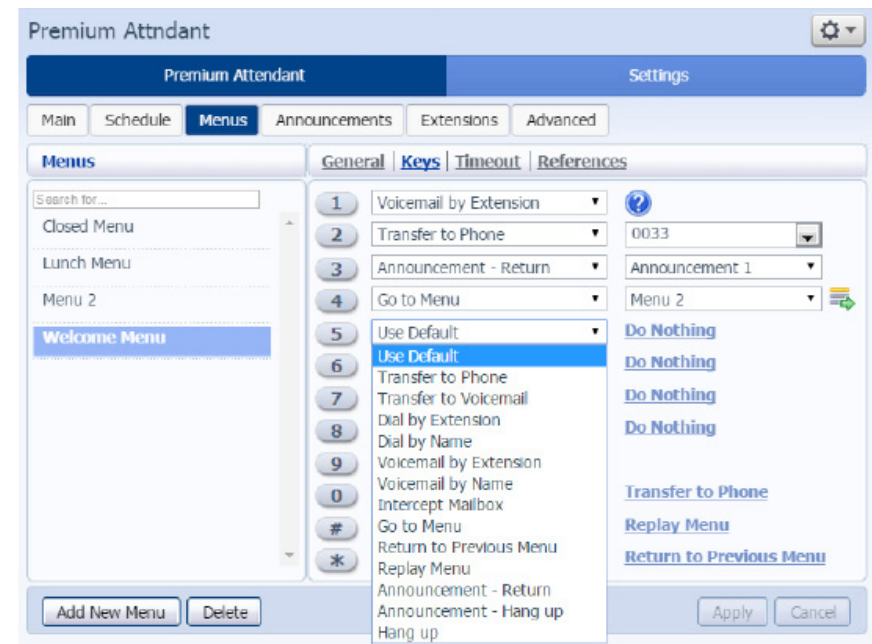 Premium Attndant
Premium Attendant Settings
Main Schedule Menus Announcements Extensions Advanced
Menus General | Keys | Timeout | References
Search for...
Closed Menu
Lunch Menu
Menu 2
Welcome Menu
1 Voicemail by Extension ?
2 Transfer to Phone 0033
3 Announcement - Return Announcement 1
4 Go to Menu Menu 2
5 Use Default Do Nothing
6 Use Default Do Nothing
Transfer to Phone
7 Transfer to Voicemail Do Nothing
8 Dial by Extension Do Nothing
Dial by Name
9 Voicemail by Extension
0 Voicemail by Name Transfer to Phone
Intercept Mailbox
# Go to Menu Replay Menu
Return to Previous Menu
* Replay Menu Return to Previous Menu
Announcement - Return
Announcement - Hang up
Hang up
Add New Menu Delete Apply Cancel